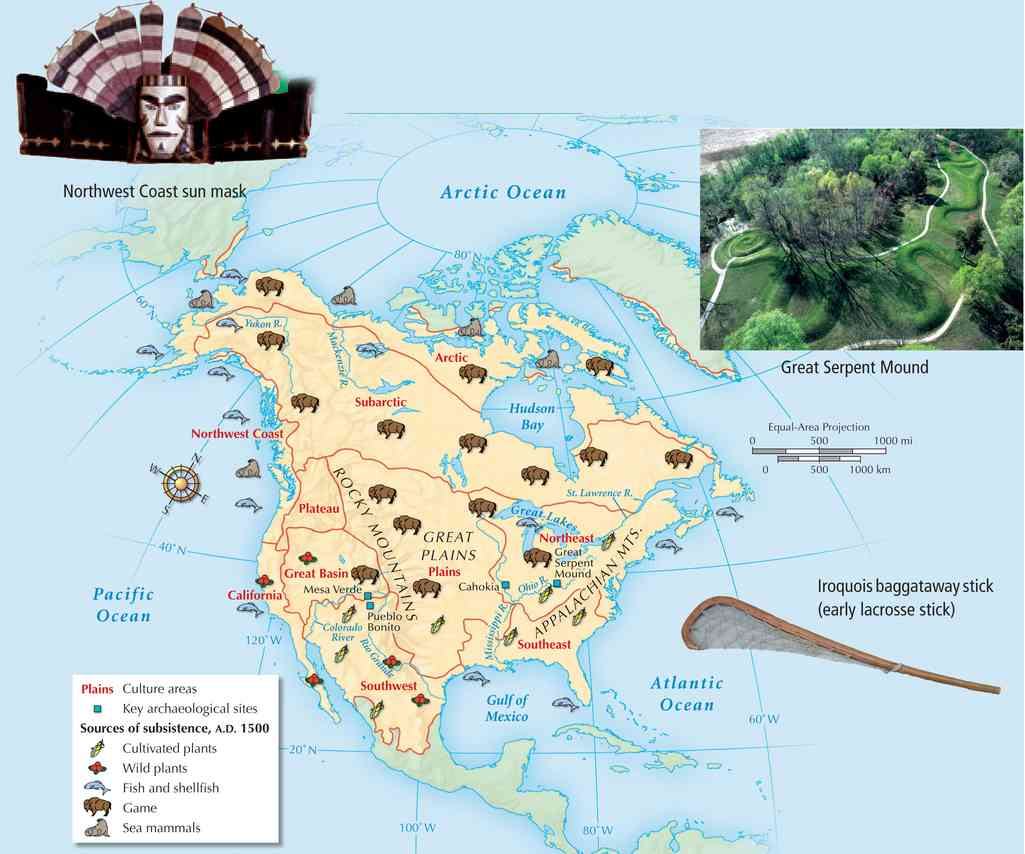 Northwest Coast sun mask
Arctic Ocean
80°N
60°N
Yukon R.
Mackenzie R.
Arctic
Subarctic
Great Serpent Mound
Hudson
Bay
Northwest Coast
Equal-Area Projection
0 500 1000 mi
0 500 1000 km
N
W
E
S
ROCKY MOUNTAINS
Plateau
St. Lawrence R.
Great Lakes
GREAT
PLAINS
Plains
Northeast
Great
Serpent
Mound
APPALACHIAN MTS.
40°N
Great Basin
Mesa Verde
Cahokia
Ohio R.
California
Pacific
Ocean
Pueblo
Bonito
Colorado
River
Rio Grande
Mississippi R.
Iroquois baggataway stick
(early lacrosse stick)
120°W
Southeast
Southwest
Gulf of
Mexico
Atlantic
Ocean
60°W
Plains Culture areas
Key archaeological sites
Sources of subsistence, A.D. 1500
Cultivated plants
Wild plants
Fish and shellfish
Game
Sea mammals
20°N
100°W
80°W